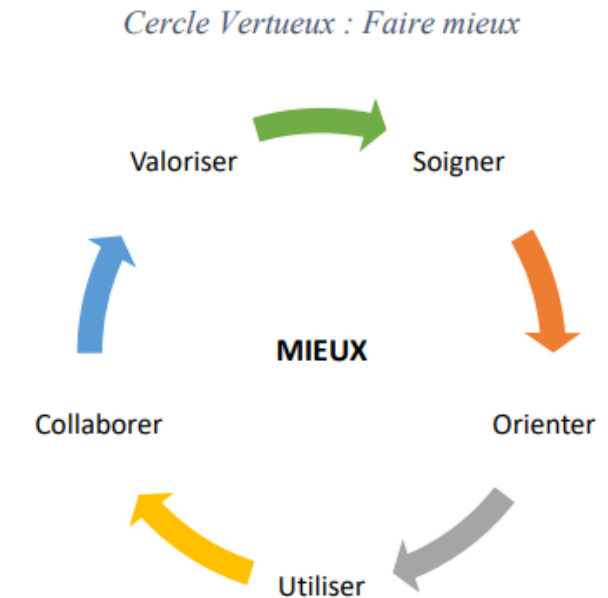 Cercle Vertueux : Faire mieux
Valoriser
Soigner
MIEUX
Collaborer
Orienter
Utiliser